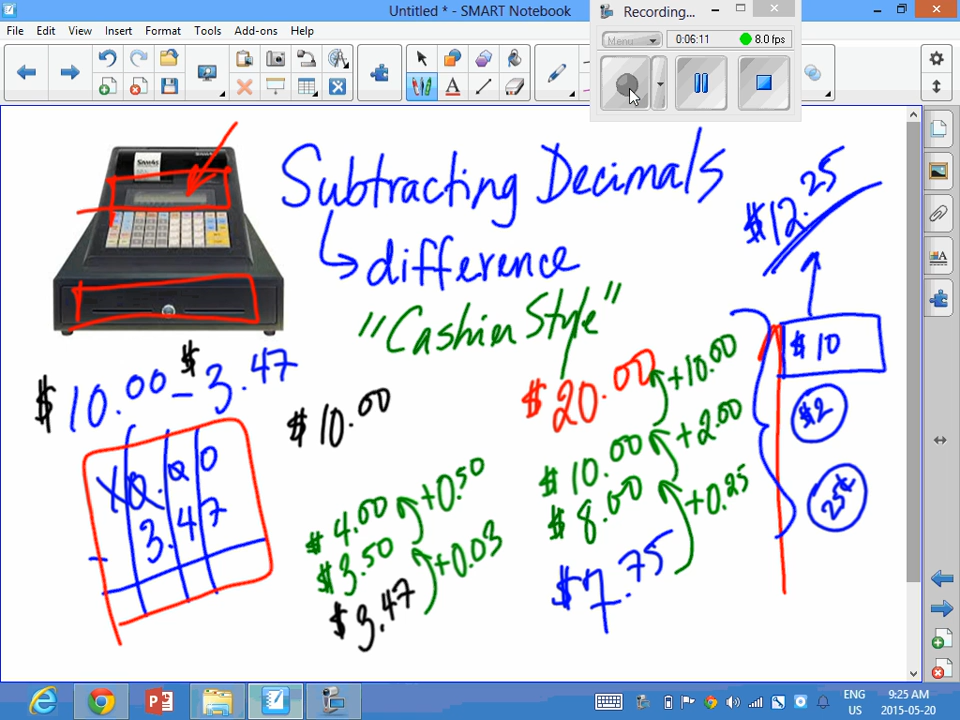 Untitled * - SMART Notebook
Recording...
File Edit View Insert Format Tools Add-ons Help
Menu 0:06:11 8.0 fps
SAM4s
Subtracting Decimals
difference
"Cashier Style"
$10.00 - $3.47
10.00
- 3.47
$10.00
$4.00 +0.50
$3.50 +0.03
$3.47
$20.00 +10.00
$10.00 +2.00
$8.00 +0.25
$7.75
$12.25
$10
$2
25¢
ENG
US
9:25 AM
2015-05-20